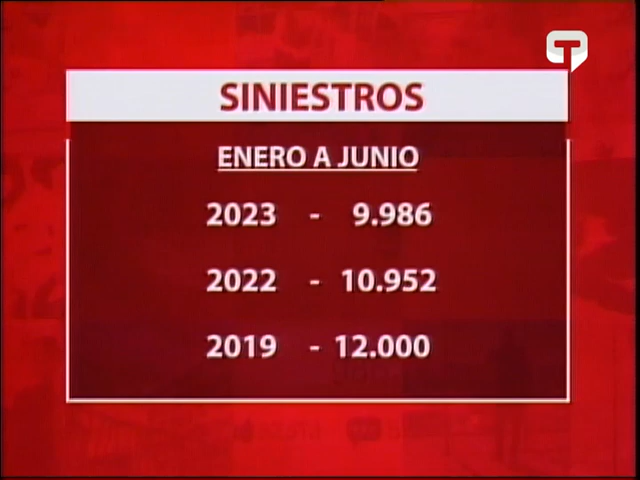 SINIESTROS
ENERO A JUNIO
2023 - 9.986
2022 - 10.952
2019 - 12.000